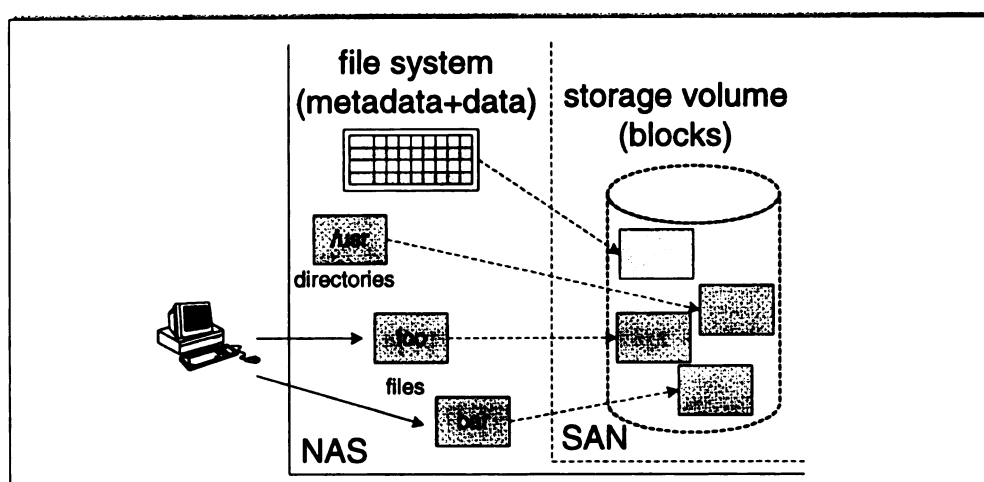 file system
(metadata+data)
storage volume
(blocks)
/usr
directories
foo
files
bar
NAS
SAN